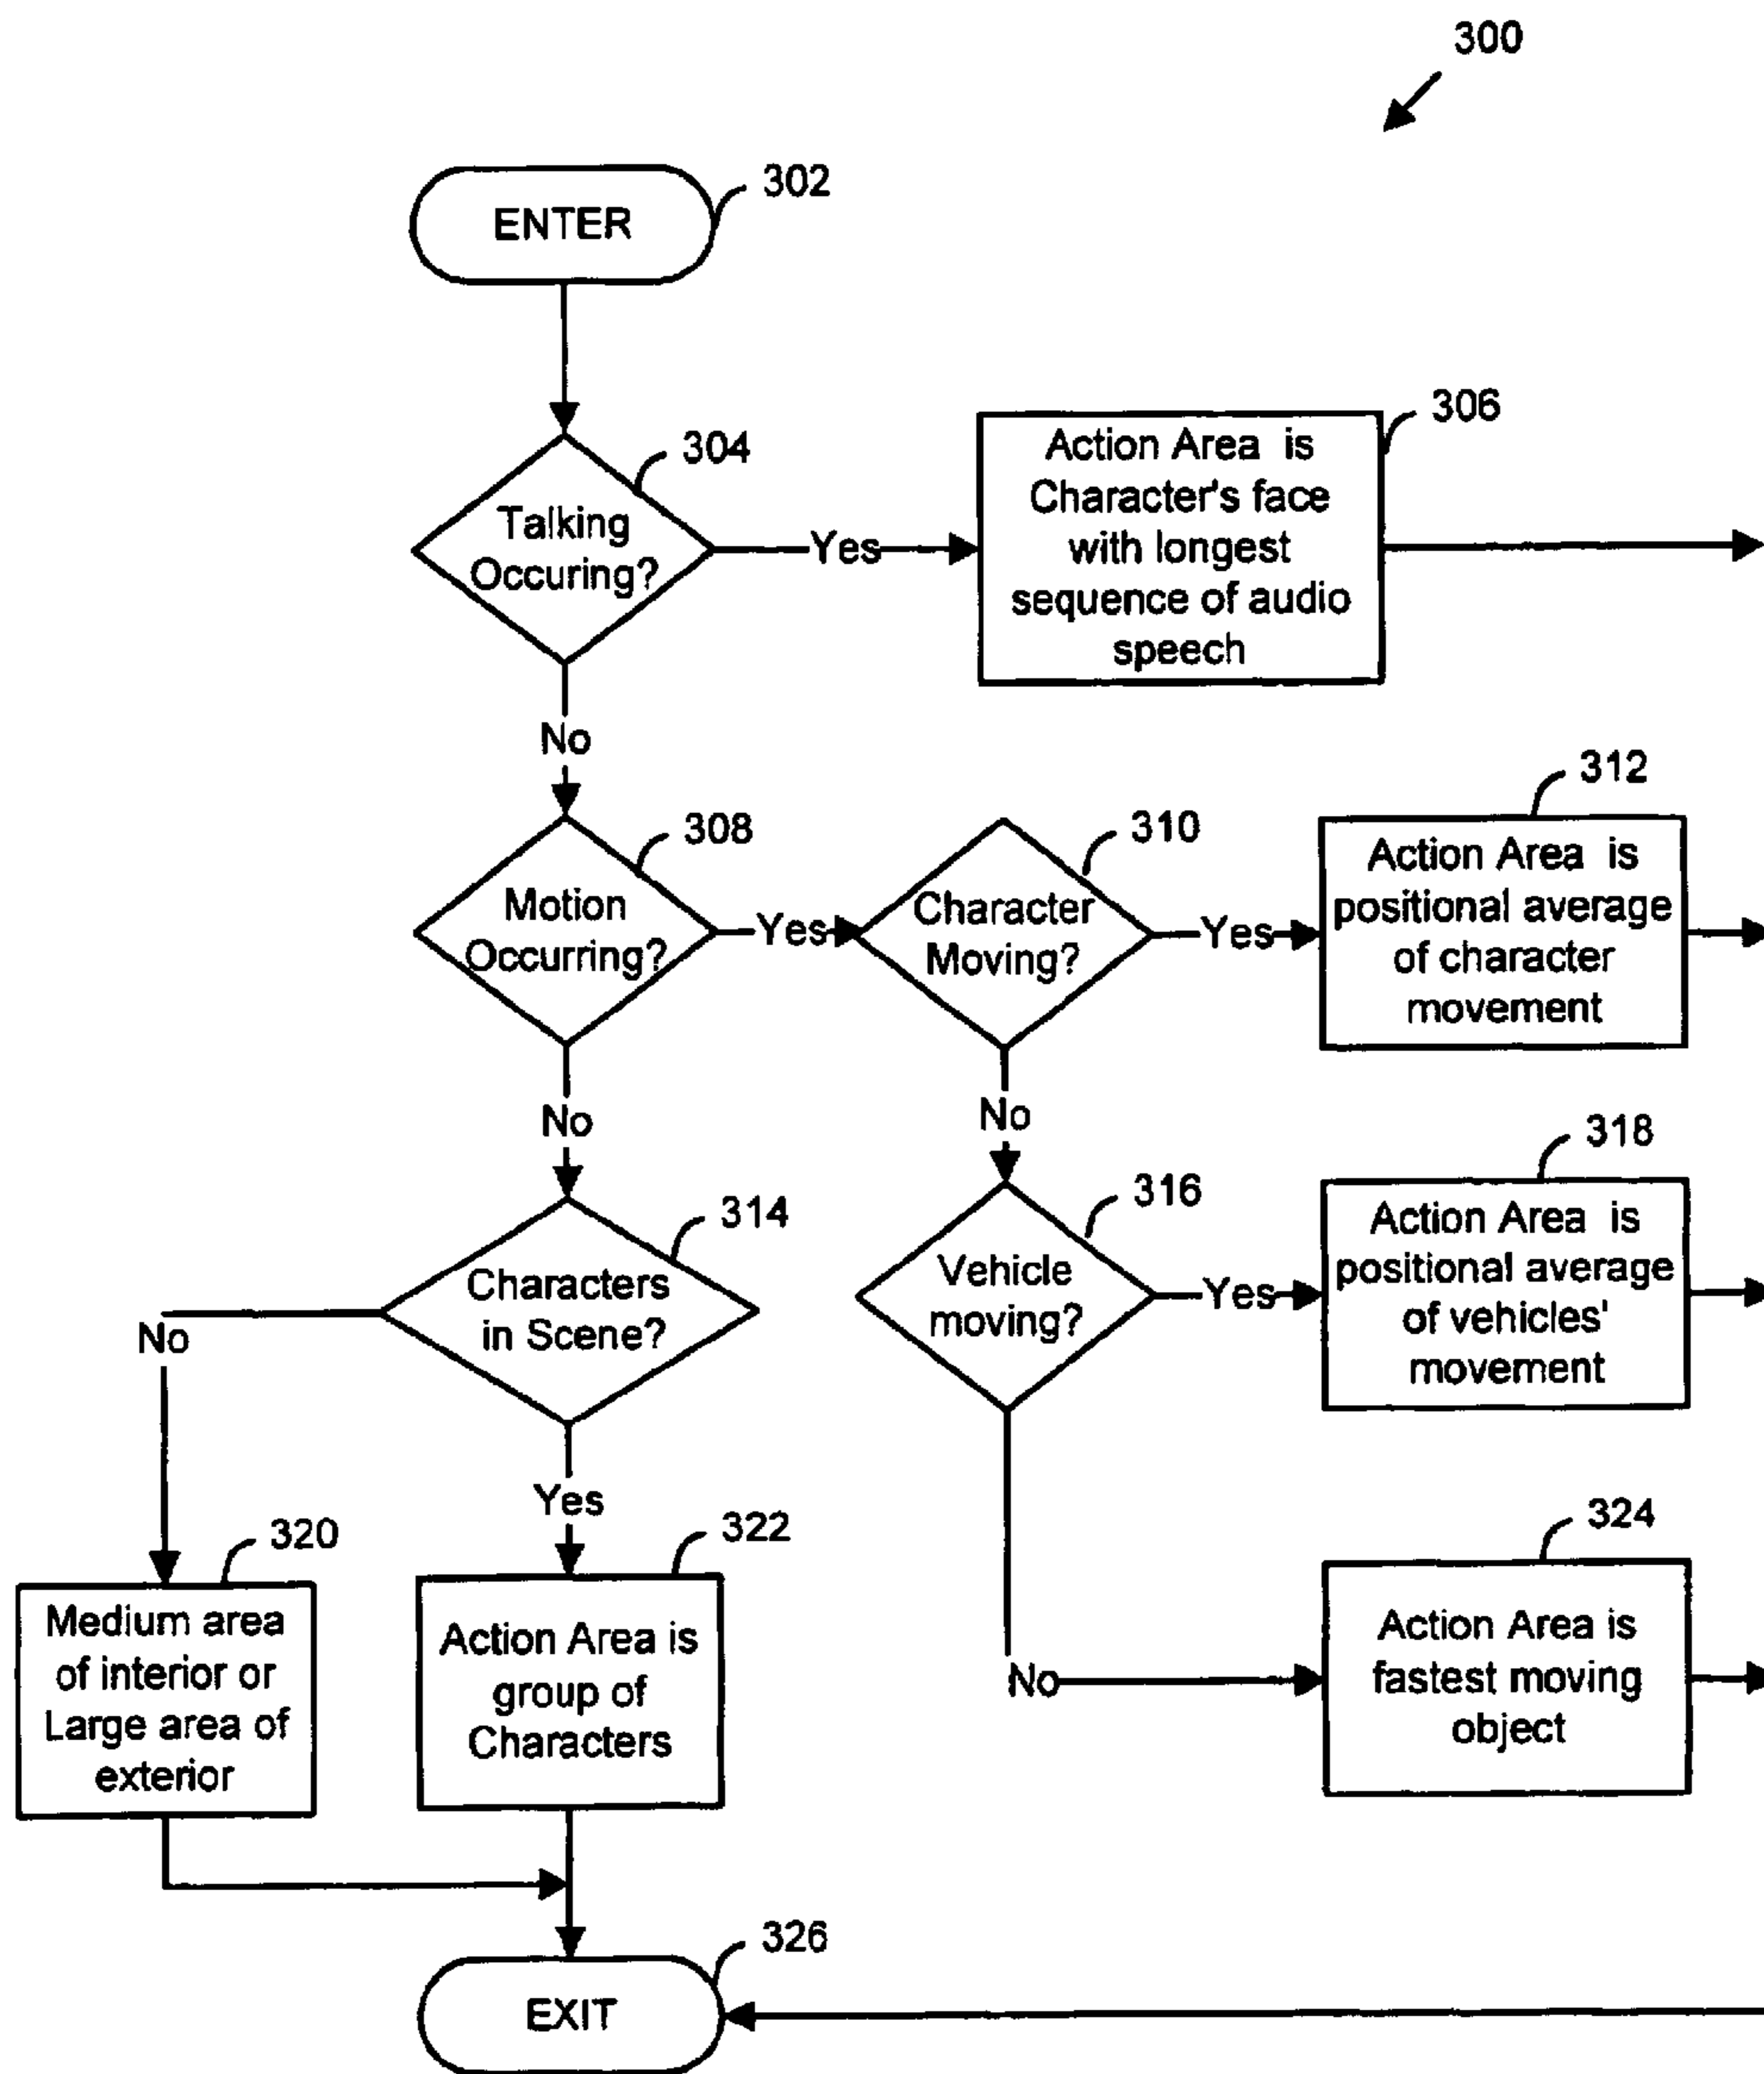 300
302
ENTER
304
Talking
Occuring?
Yes
306
Action Area is
Character's face
with longest
sequence of audio
speech
No
308
Motion
Occurring?
Yes
310
Character
Moving?
Yes
312
Action Area is
positional average
of character
movement
No
No
314
Characters
in Scene?
316
Vehicle
moving?
Yes
318
Action Area is
positional average
of vehicles'
movement
No
Yes
320
Medium area
of interior or
Large area of
exterior
322
Action Area is
group of
Characters
No
324
Action Area is
fastest moving
object
326
EXIT